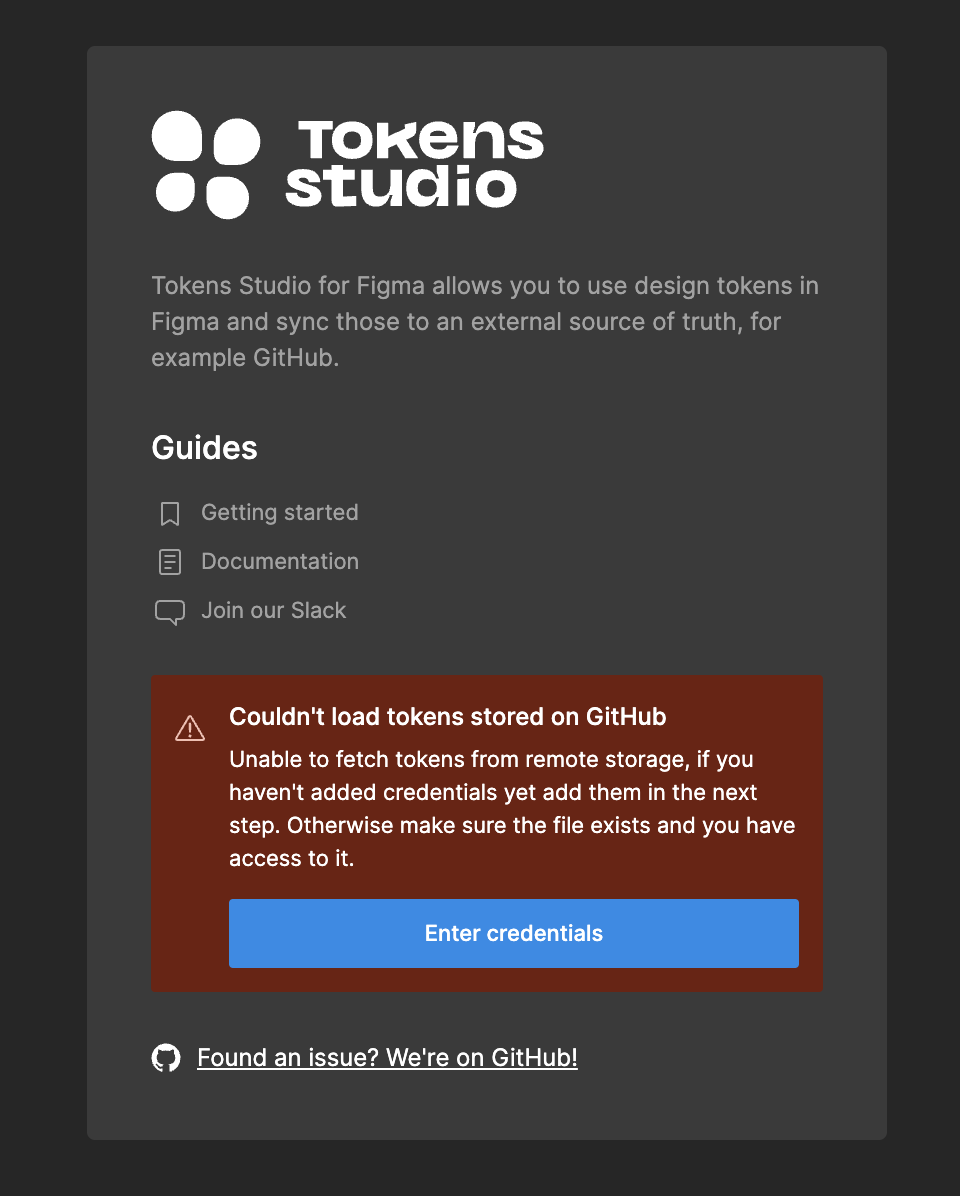 Tokens
studio
Tokens Studio for Figma allows you to use design tokens in
Figma and sync those to an external source of truth, for
example GitHub.
Guides
Getting started
Documentation
Join our Slack
Couldn't load tokens stored on GitHub
Unable to fetch tokens from remote storage, if you
haven't added credentials yet add them in the next
step. Otherwise make sure the file exists and you have
access to it.
Enter credentials
Found an issue? We're on GitHub!